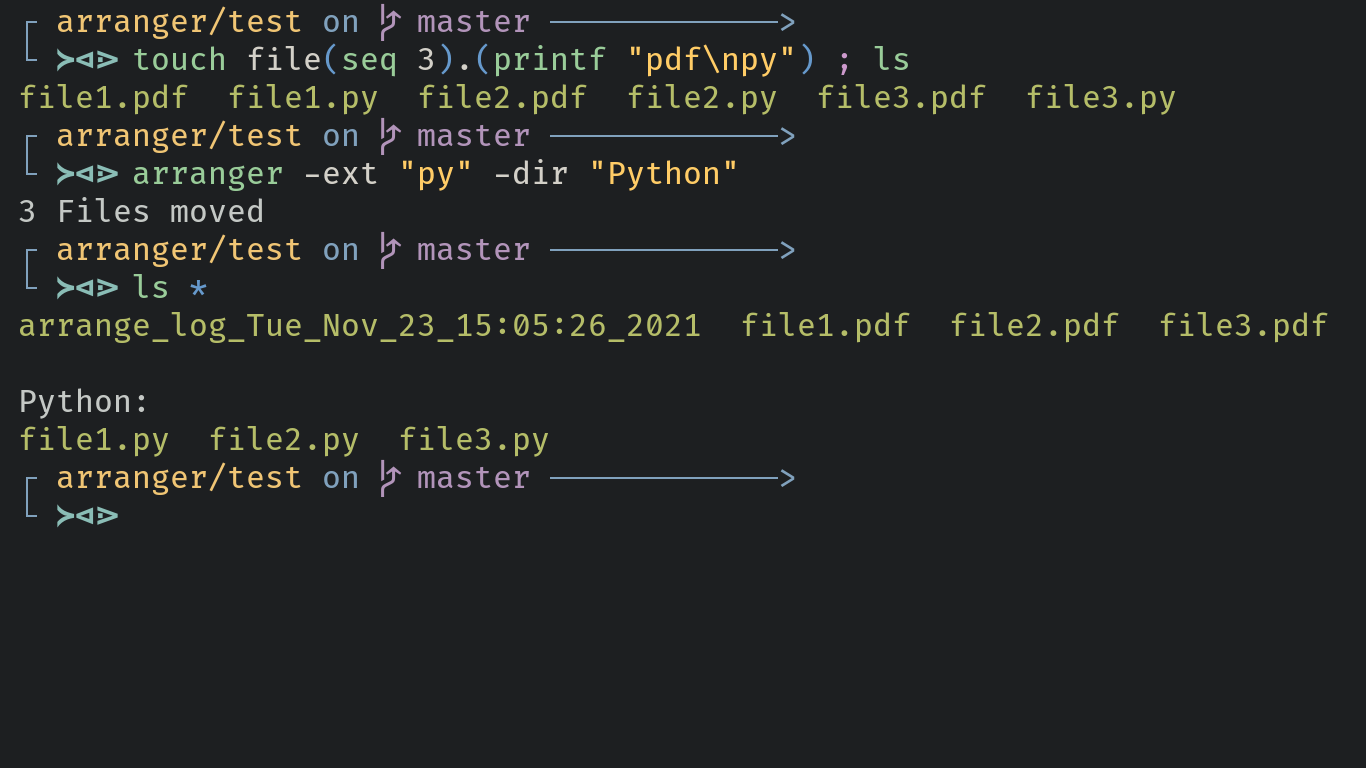 arranger/test on master ──────────>
⪼⋖⋗ touch file(seq 3).(printf "pdf\npy") ; ls
file1.pdf  file1.py  file2.pdf  file2.py  file3.pdf  file3.py
arranger/test on master ──────────>
⪼⋖⋗ arranger -ext "py" -dir "Python"
3 Files moved
arranger/test on master ──────────>
⪼⋖⋗ ls *
arrange_log_Tue_Nov_23_15:05:26_2021  file1.pdf  file2.pdf  file3.pdf
Python:
file1.py  file2.py  file3.py
arranger/test on master ──────────>
⪼⋖⋗